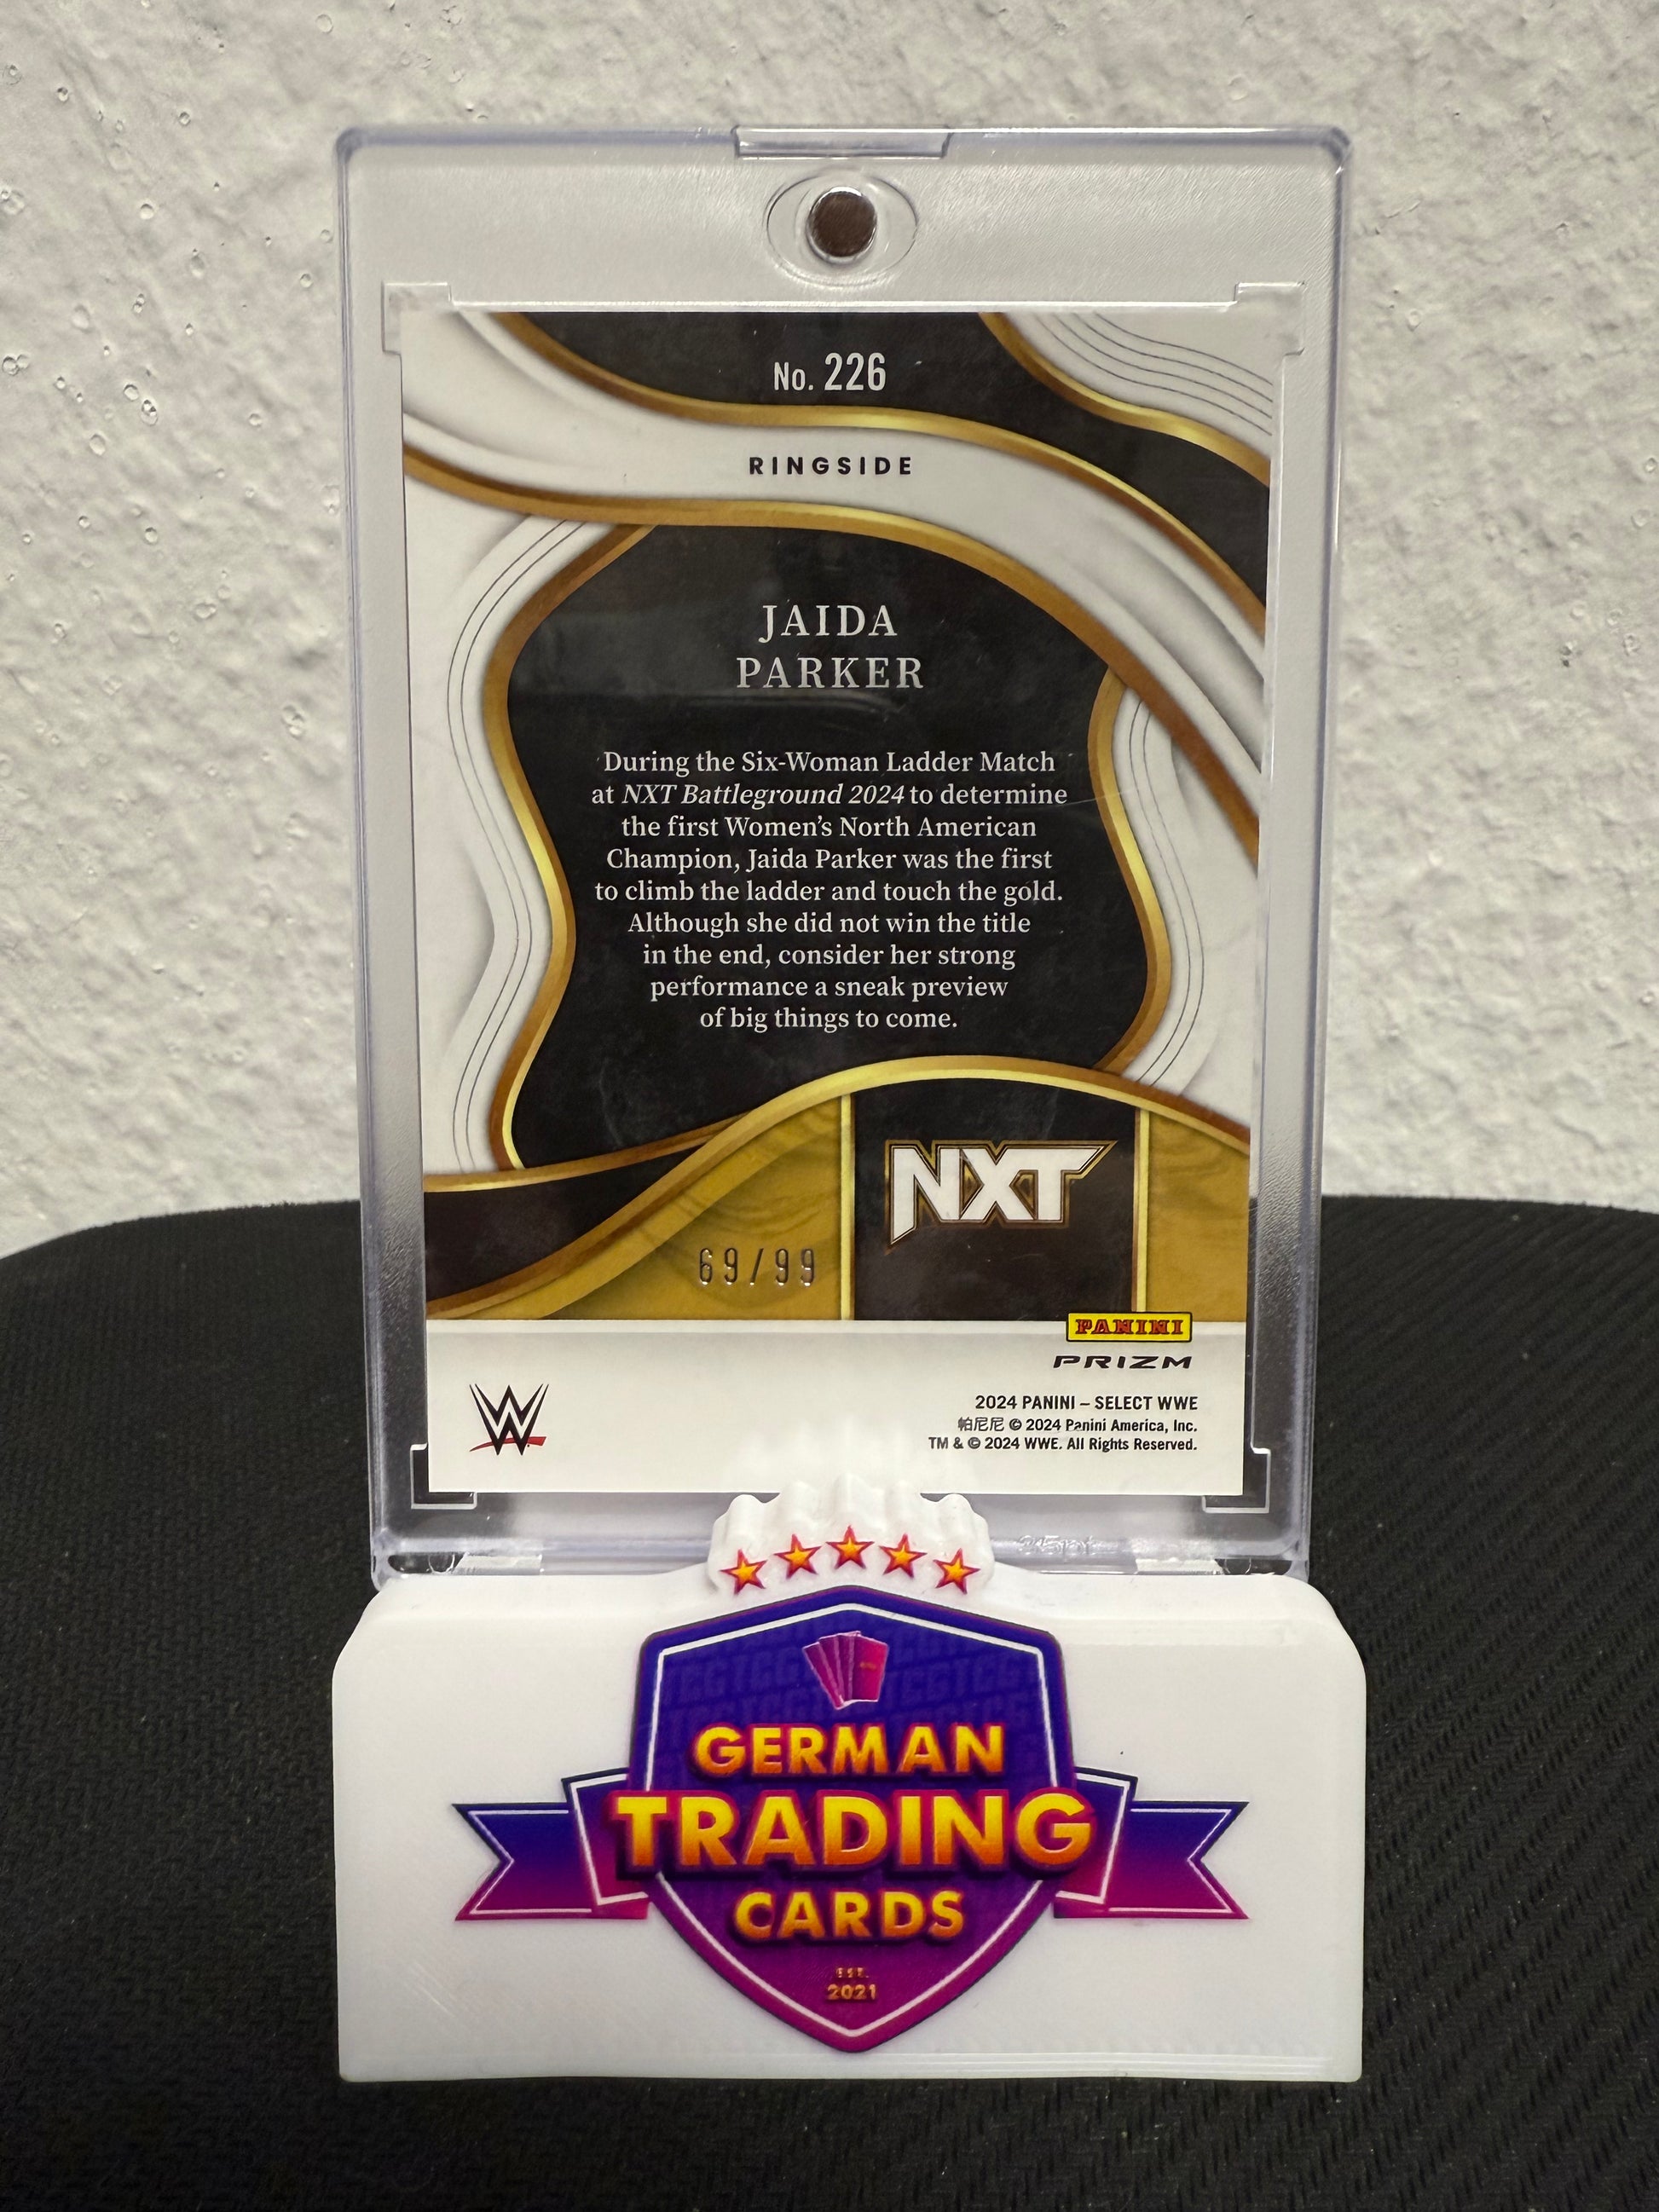 No. 226
RINGSIDE
JAIDA
PARKER
During the Six-Woman Ladder Match
at NXT Battleground 2024 to determine
the first Women's North American
Champion, Jaida Parker was the first
to climb the ladder and touch the gold.
Although she did not win the title
in the end, consider her strong
performance a sneak preview
of big things to come.
NXT
69/99
PANINI
PRIZM
W
2024 PANINI – SELECT WWE
帕尼尼 © 2024 Panini America, Inc.
TM & © 2024 WWE. All Rights Reserved.
GERMAN
TRADING
CARDS
EST.
2021